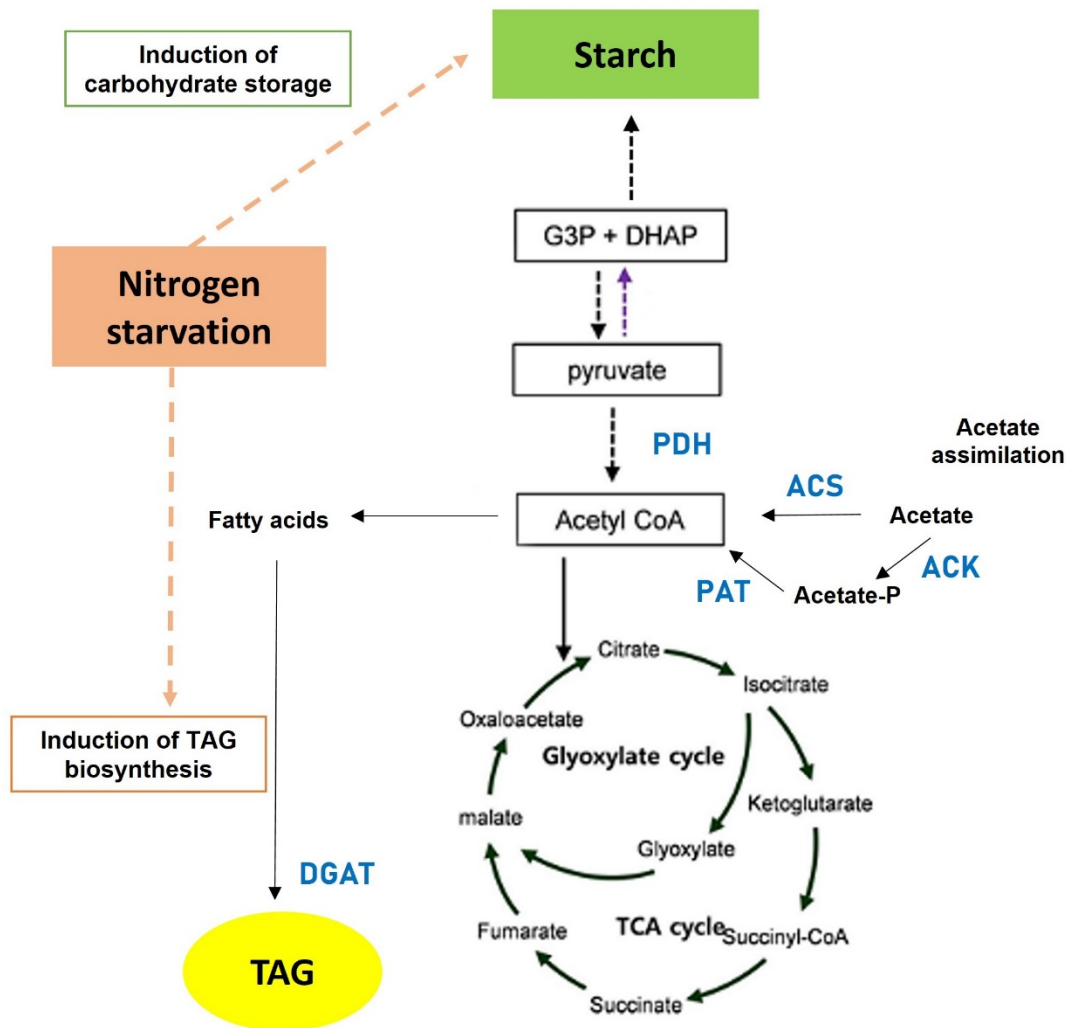 Induction of
carbohydrate storage
Starch
G3P + DHAP
Nitrogen
starvation
pyruvate
PDH
Acetate
assimilation
ACS
Fatty acids
Acetyl CoA
Acetate
PAT
Acetate-P
ACK
Citrate
Isocitrate
Oxaloacetate
Induction of TAG
biosynthesis
Glyoxylate cycle
malate
Ketoglutarate
Glyoxylate
DGAT
Fumarate
TCA cycle
Succinyl-CoA
TAG
Succinate